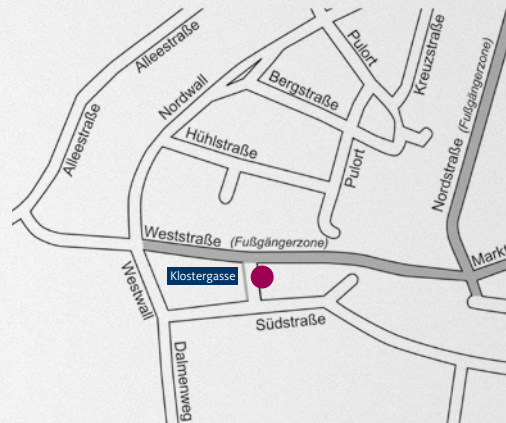 Alleestraße
Pulort
Kreuzstraße
Nordwall
Bergstraße
Alleestraße
Hühlstraße
Pulort
Nordstraße (Fußgängerzone)
Weststraße (Fußgängerzone)
Markt
Klostergasse
Westwall
Südstraße
Dalmenweg